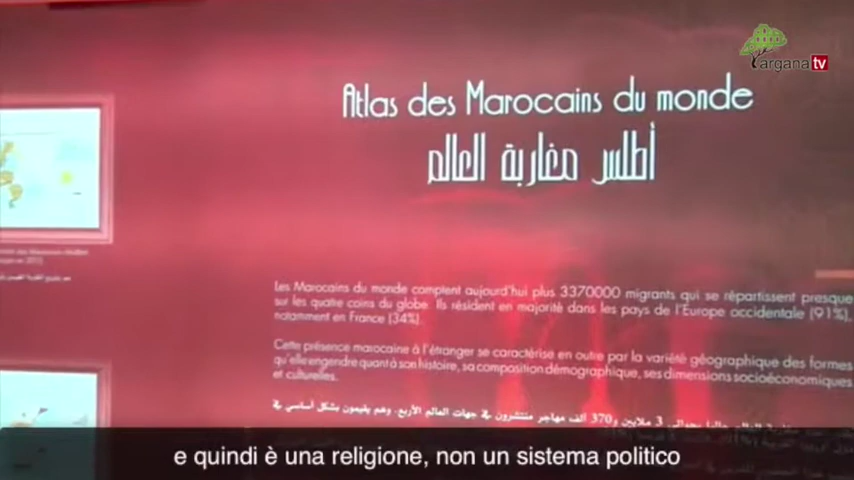 argana tv
Atlas des Marocains du monde
أطلس مغاربة العالم
Les Marocains du monde comptent aujourd'hui plus 3370000 migrants qui se répartissent presque
sur les quatre coins du globe. Ils résident en majorité dans les pays de l'Europe occidentale (91%),
notamment en France (34%).
Cette présence marocaine à l'étranger se caractérise en outre par la variété géographique des formes
qu'elle engendre quant à son histoire, sa composition démographique, ses dimensions socioéconomiques
et culturelles.
3 ملايين و370 ألف مهاجر منتشرون في جهات العالم الأربع. وهم يقيمون بشكل أساسي في
e quindi è una religione, non un sistema politico